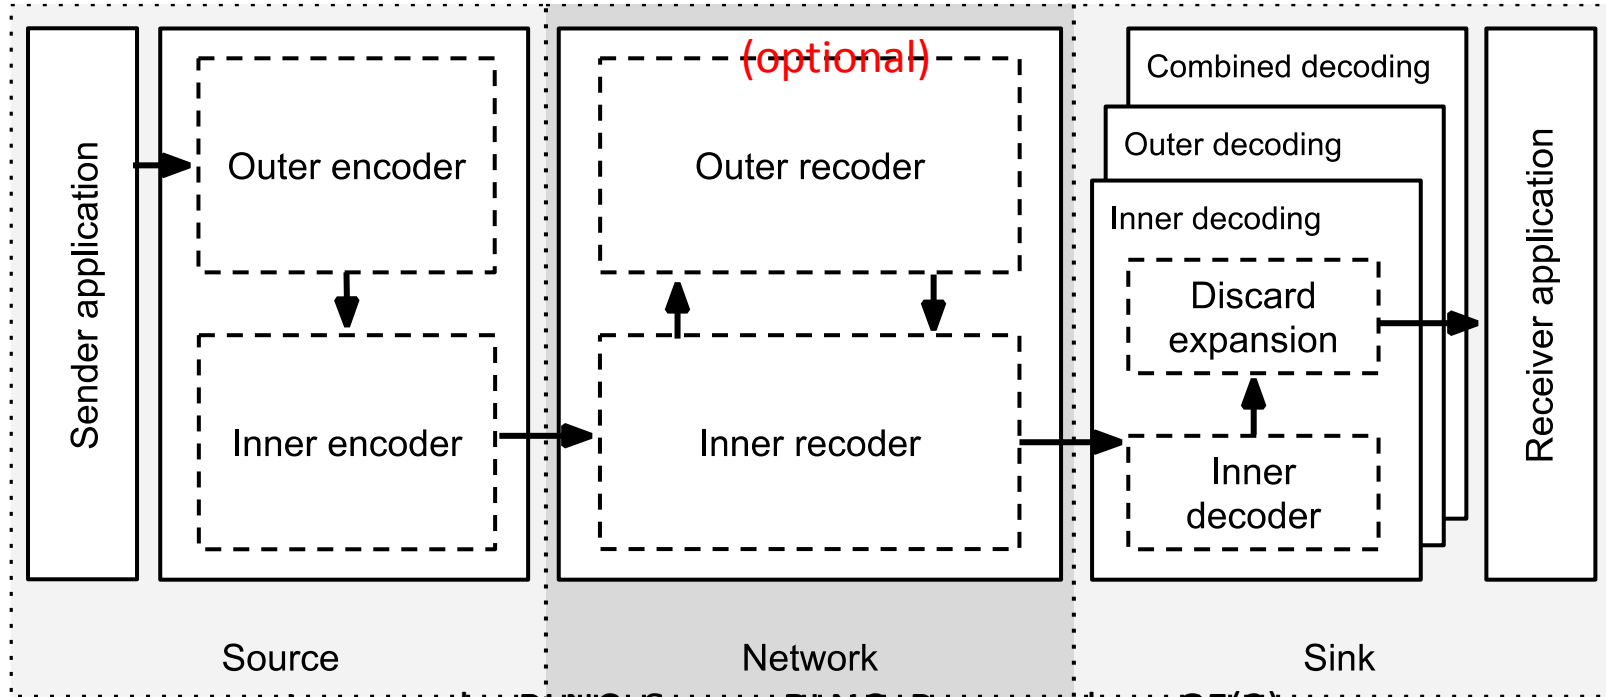 Sender application
Outer encoder
Inner encoder
Source
(optional)
Outer recoder
Inner recoder
Network
Combined decoding
Outer decoding
Inner decoding
Discard
expansion
Inner
decoder
Sink
Receiver application